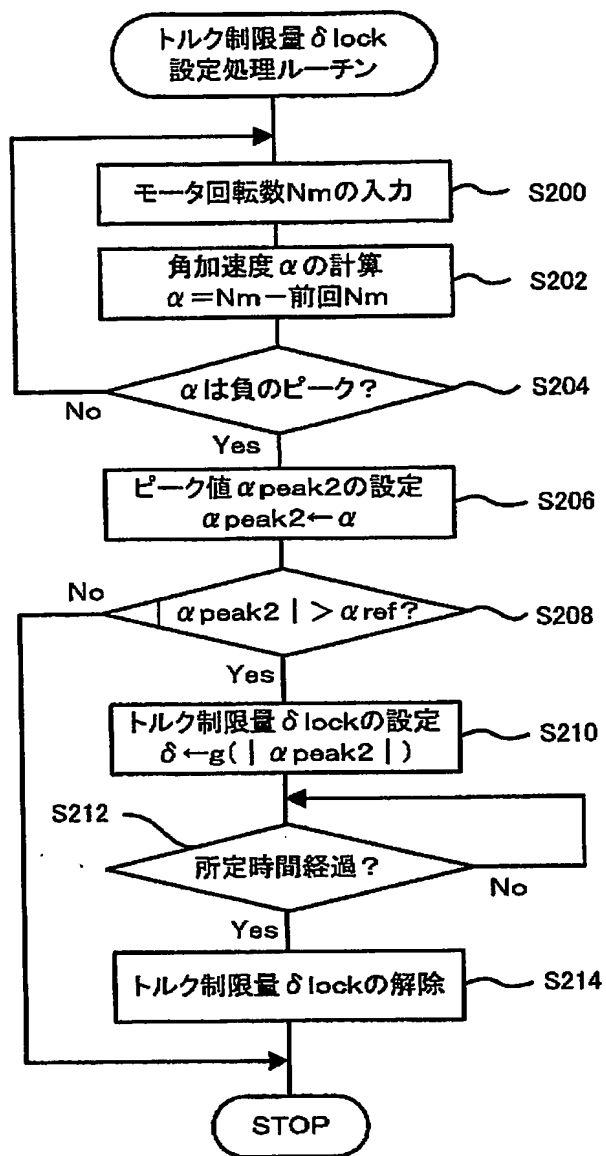 トルク制限量δlock
設定処理ルーチン
モータ回転数Nmの入力
S200
角加速度αの計算
α=Nm−前回Nm
S202
αは負のピーク?
S204
No
Yes
ピーク値αpeak2の設定
αpeak2←α
S206
No
|αpeak2|>αref?
S208
Yes
トルク制限量δlockの設定
δ←g(|αpeak2|)
S210
S212
所定時間経過?
No
Yes
トルク制限量δlockの解除
S214
STOP